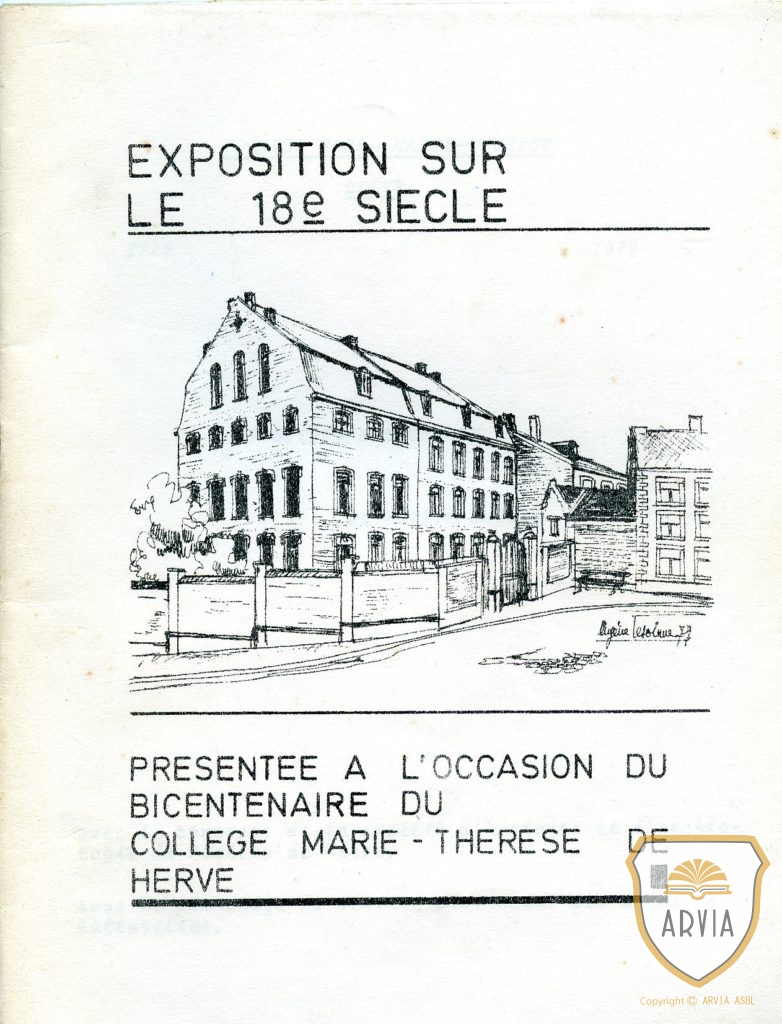 EXPOSITION SUR
LE 18e SIECLE
PRESENTEE A L'OCCASION DU
BICENTENAIRE DU
COLLEGE MARIE-THERESE DE
HERVE
ARVIA
Copyright © ARVIA ASBL